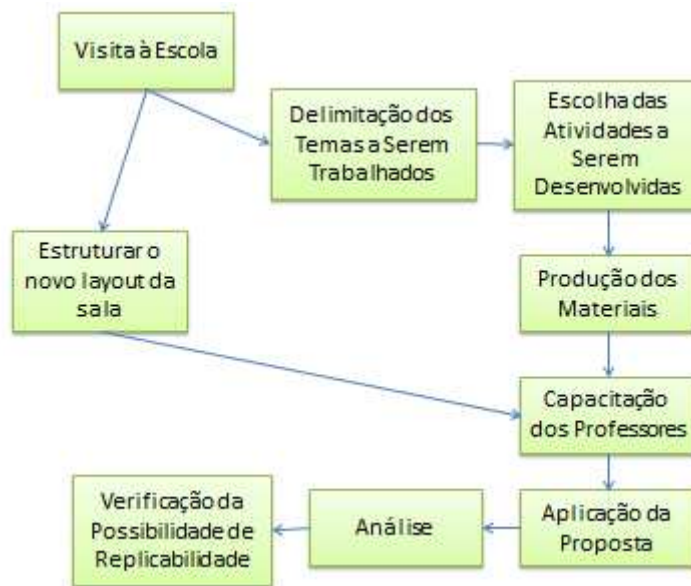 Visita à Escola
Delimitação dos
Temas a Serem
Trabalhados
Escolha das
Atividades a
Serem
Desenvolvidas
Estruturar o
novo layout da
sala
Produção dos
Materiais
Capacitação
dos Professores
Aplicação da
Proposta
Análise
Verificação da
Possibilidade de
Replicabilidade